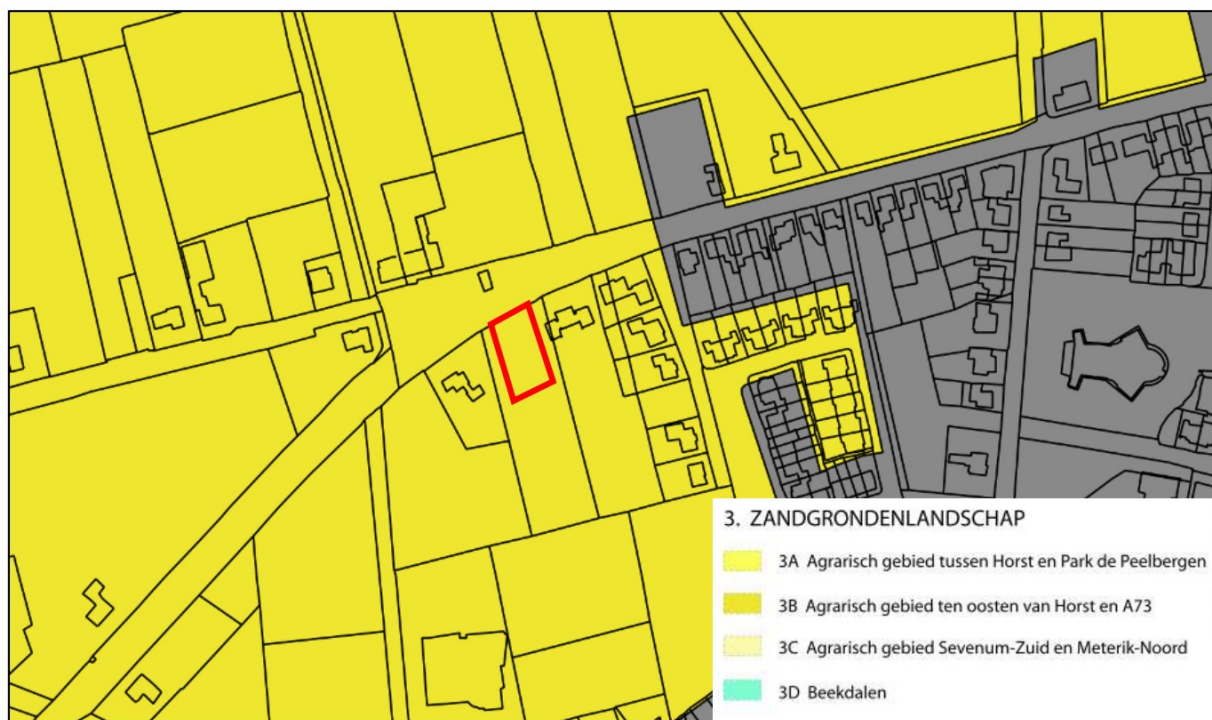 3. ZANDGRONDENLANDSCHAP
3A Agrarisch gebied tussen Horst en Park de Peelbergen
3B Agrarisch gebied ten oosten van Horst en A73
3C Agrarisch gebied Sevenum-Zuid en Meterik-Noord
3D Beekdalen